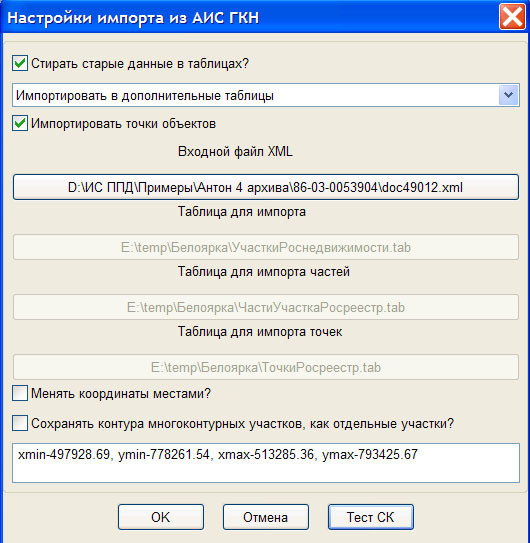 Настройки импорта из АИС ГКН
Стирать старые данные в таблицах?
Импортировать в дополнительные таблицы
Импортировать точки объектов
Входной файл XML
D:\ИС ППД\Примеры\Антон 4 архива\86-03-0053904\doc49012.xml
Таблица для импорта
E:\temp\Белоярка\УчасткиРоснедвижимости.tab
Таблица для импорта частей
E:\temp\Белоярка\ЧастиУчасткаРосреестр.tab
Таблица для импорта точек
E:\temp\Белоярка\ТочкиРосреестр.tab
Менять координаты местами?
Сохранять контура многоконтурных участков, как отдельные участки?
xmin-497928.69, ymin-778261.54, xmax-513285.36, ymax-793425.67
OK Отмена Тест СК